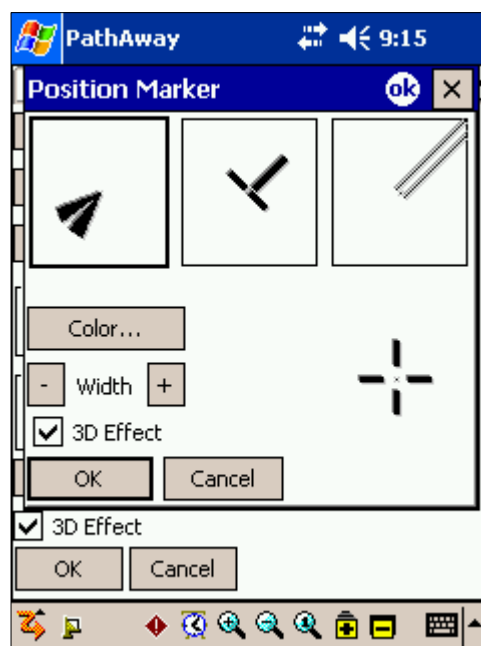 PathAway 9:15
Position Marker ok
Color...
- Width +
3D Effect
OK Cancel
3D Effect
OK Cancel